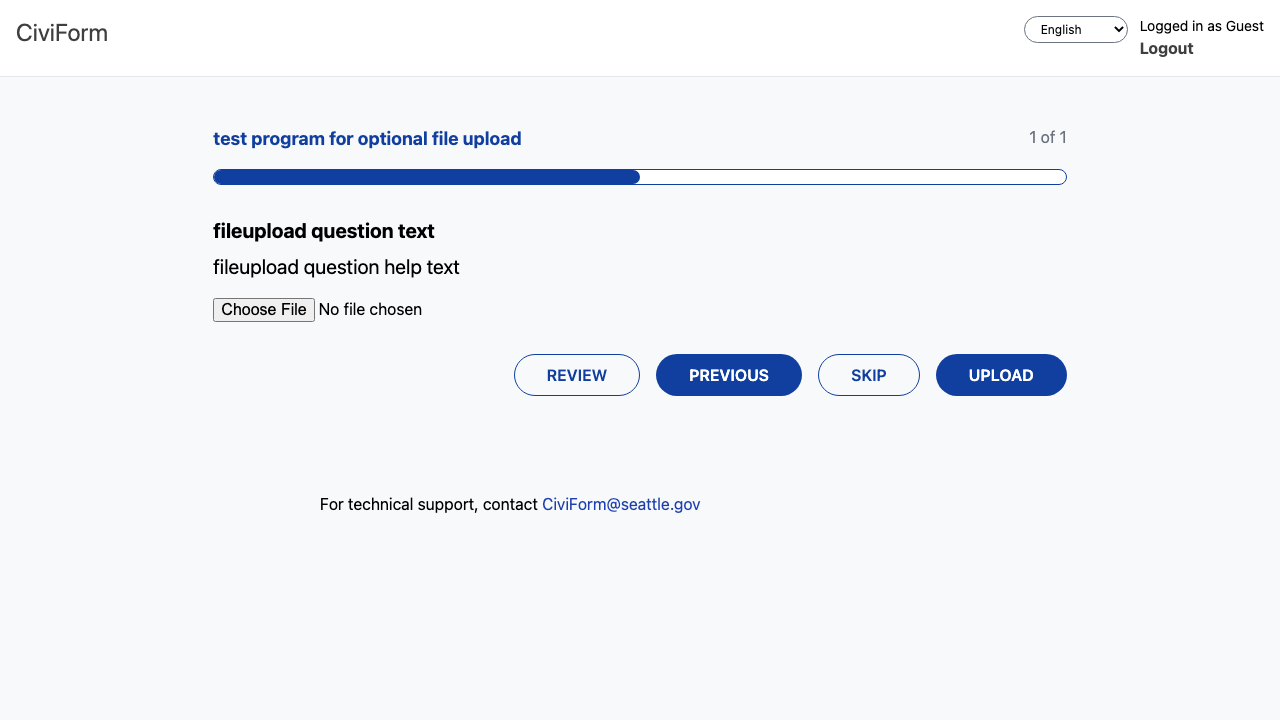 CiviForm
English
Logged in as Guest
Logout
test program for optional file upload
1 of 1
fileupload question text
fileupload question help text
Choose File No file chosen
REVIEW
PREVIOUS
SKIP
UPLOAD
For technical support, contact CiviForm@seattle.gov